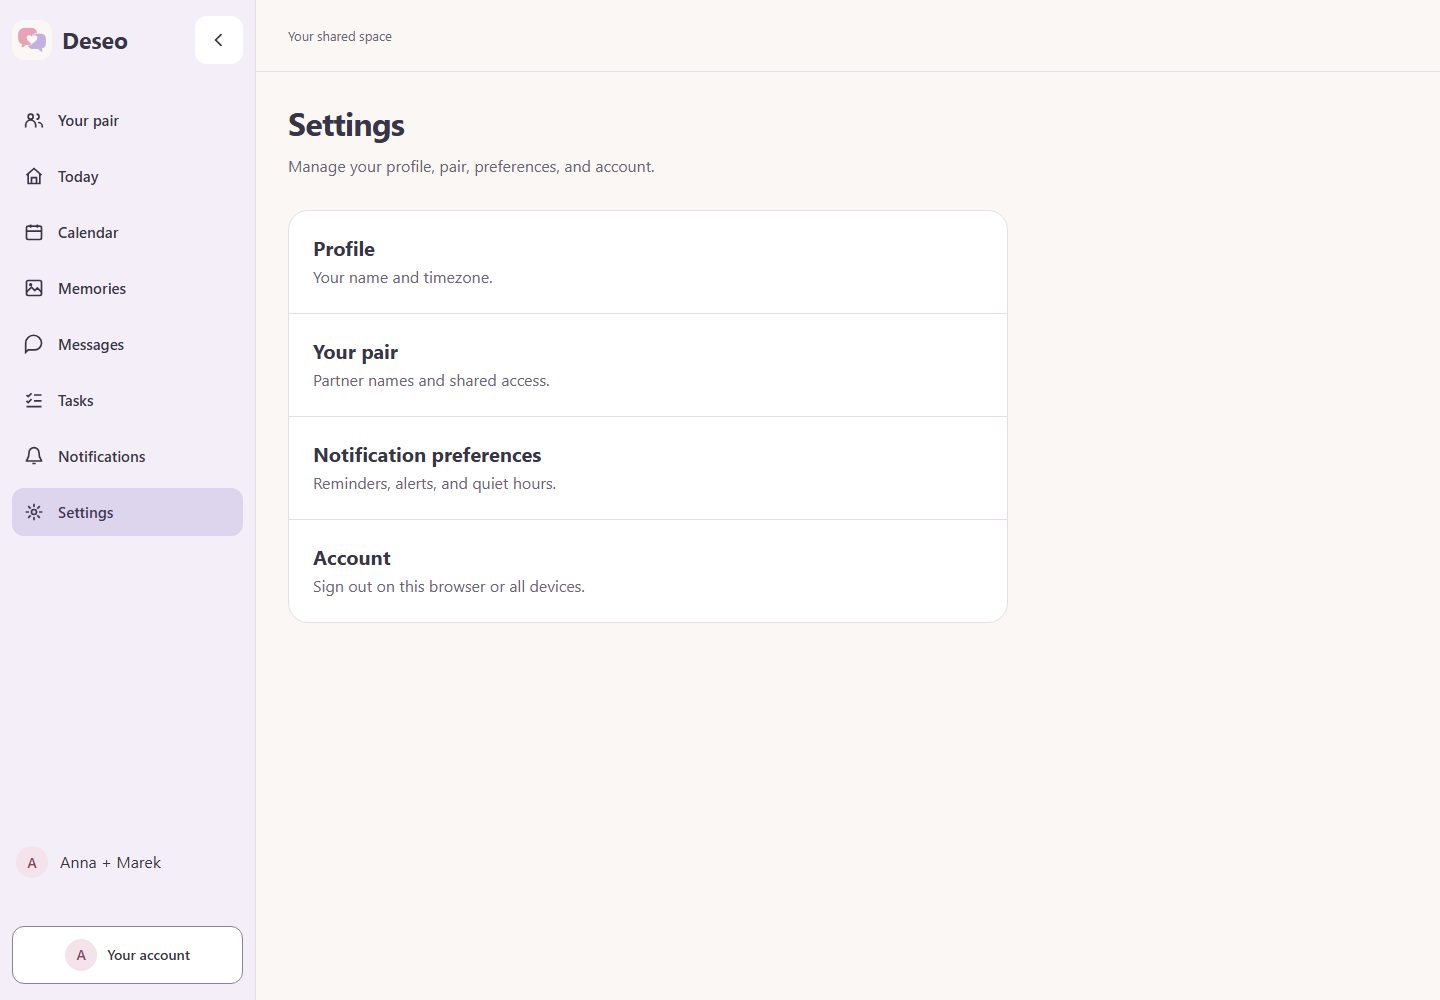 Deseo
Your pair
Today
Calendar
Memories
Messages
Tasks
Notifications
Settings
A Anna + Marek
A Your account
Your shared space
Settings
Manage your profile, pair, preferences, and account.
Profile
Your name and timezone.
Your pair
Partner names and shared access.
Notification preferences
Reminders, alerts, and quiet hours.
Account
Sign out on this browser or all devices.